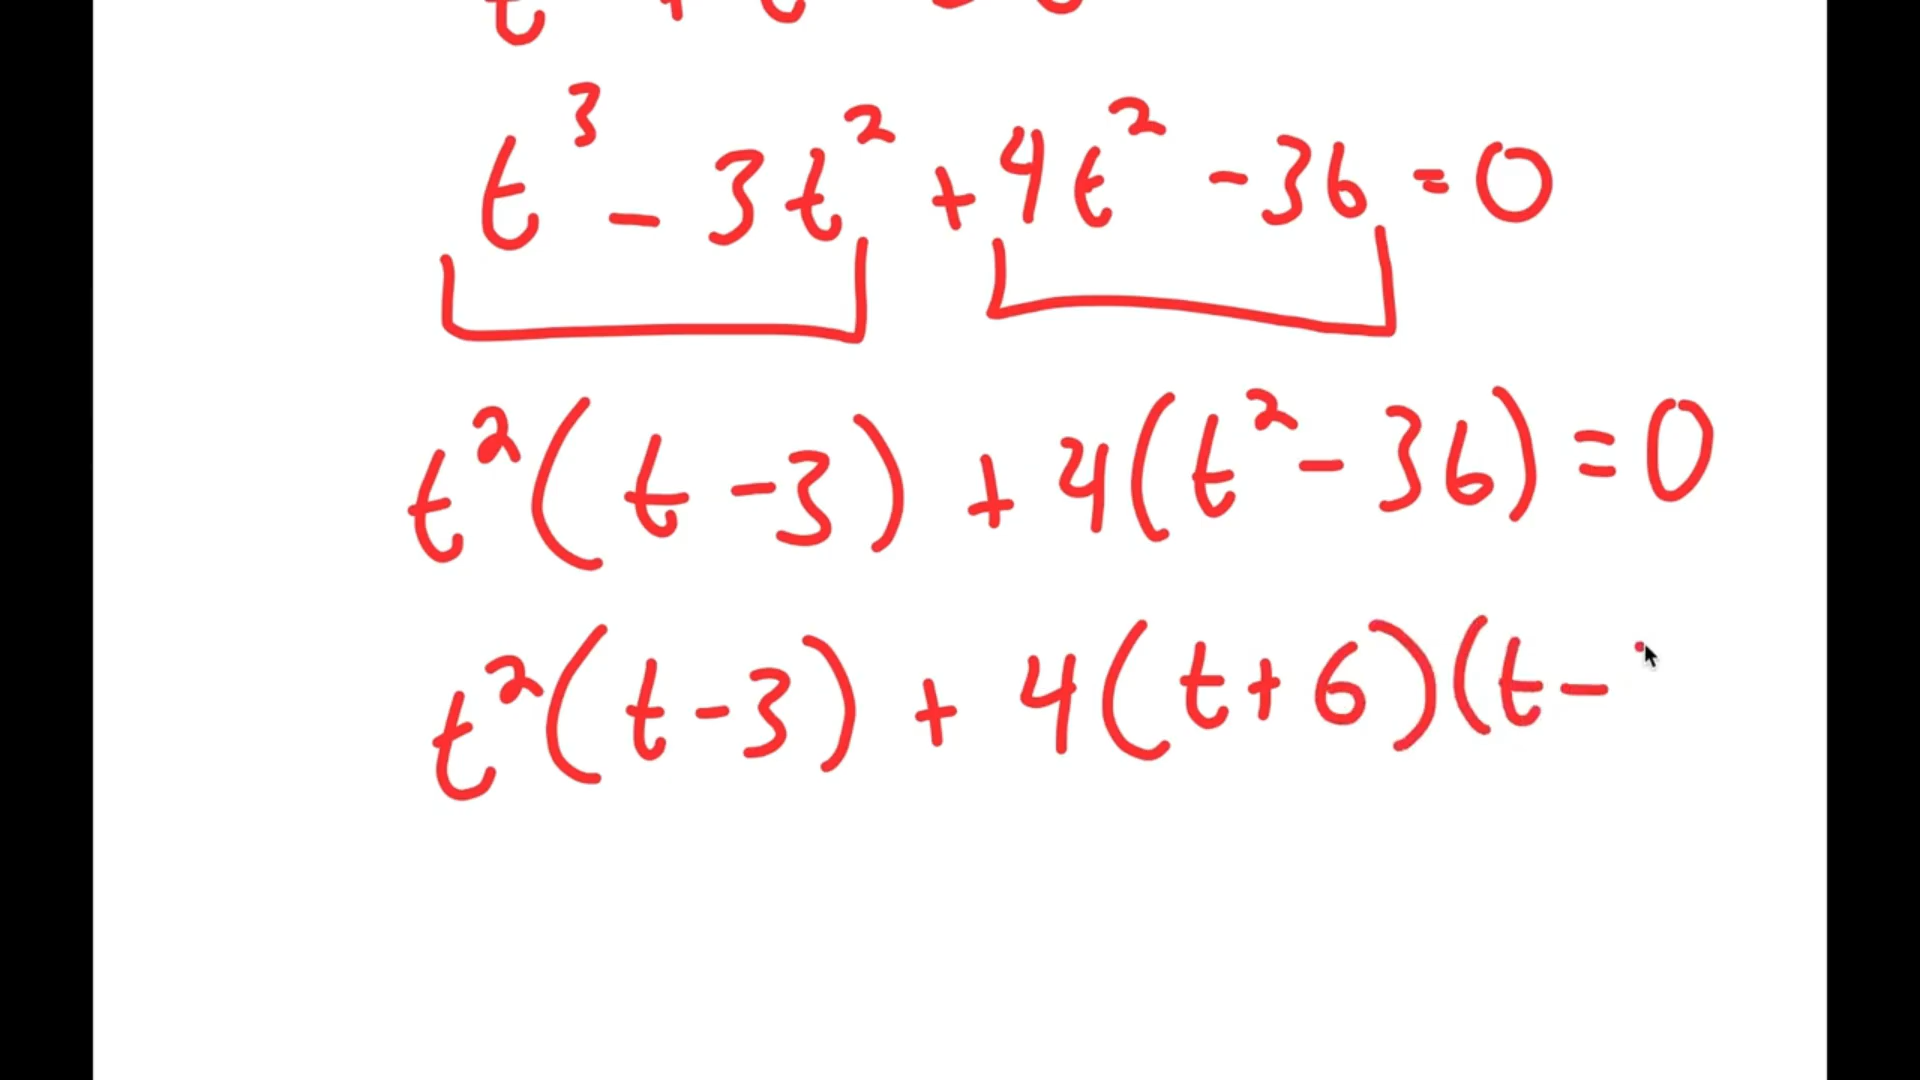 t³ - 3t² + 4t² - 36 = 0
t²(t - 3) + 4(t² - 36) = 0
t²(t - 3) + 4(t + 6)(t -